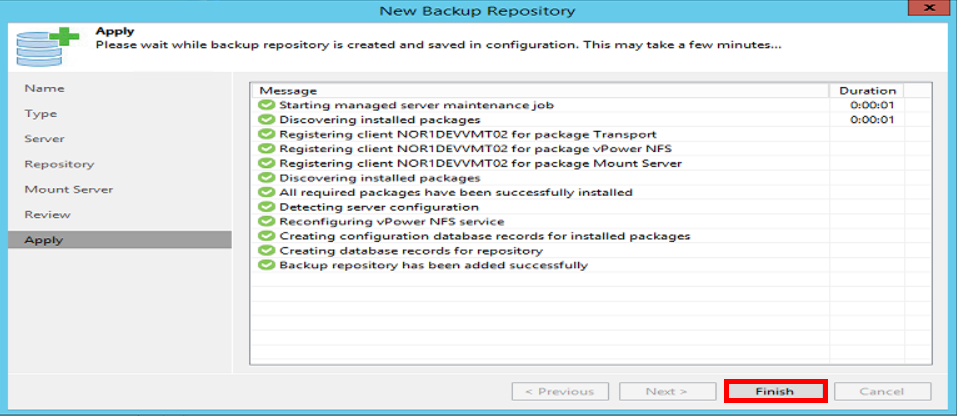 New Backup Repository
x
Apply
Please wait while backup repository is created and saved in configuration. This may take a few minutes...
Name
Type
Server
Repository
Mount Server
Review
Apply
Message Duration
Starting managed server maintenance job 0:00:01
Discovering installed packages 0:00:01
Registering client NOR1DEVVMT02 for package Transport
Registering client NOR1DEVVMT02 for package vPower NFS
Registering client NOR1DEVVMT02 for package Mount Server
Discovering installed packages
All required packages have been successfully installed
Detecting server configuration
Reconfiguring vPower NFS service
Creating configuration database records for installed packages
Creating database records for repository
Backup repository has been added successfully
< Previous Next > Finish Cancel